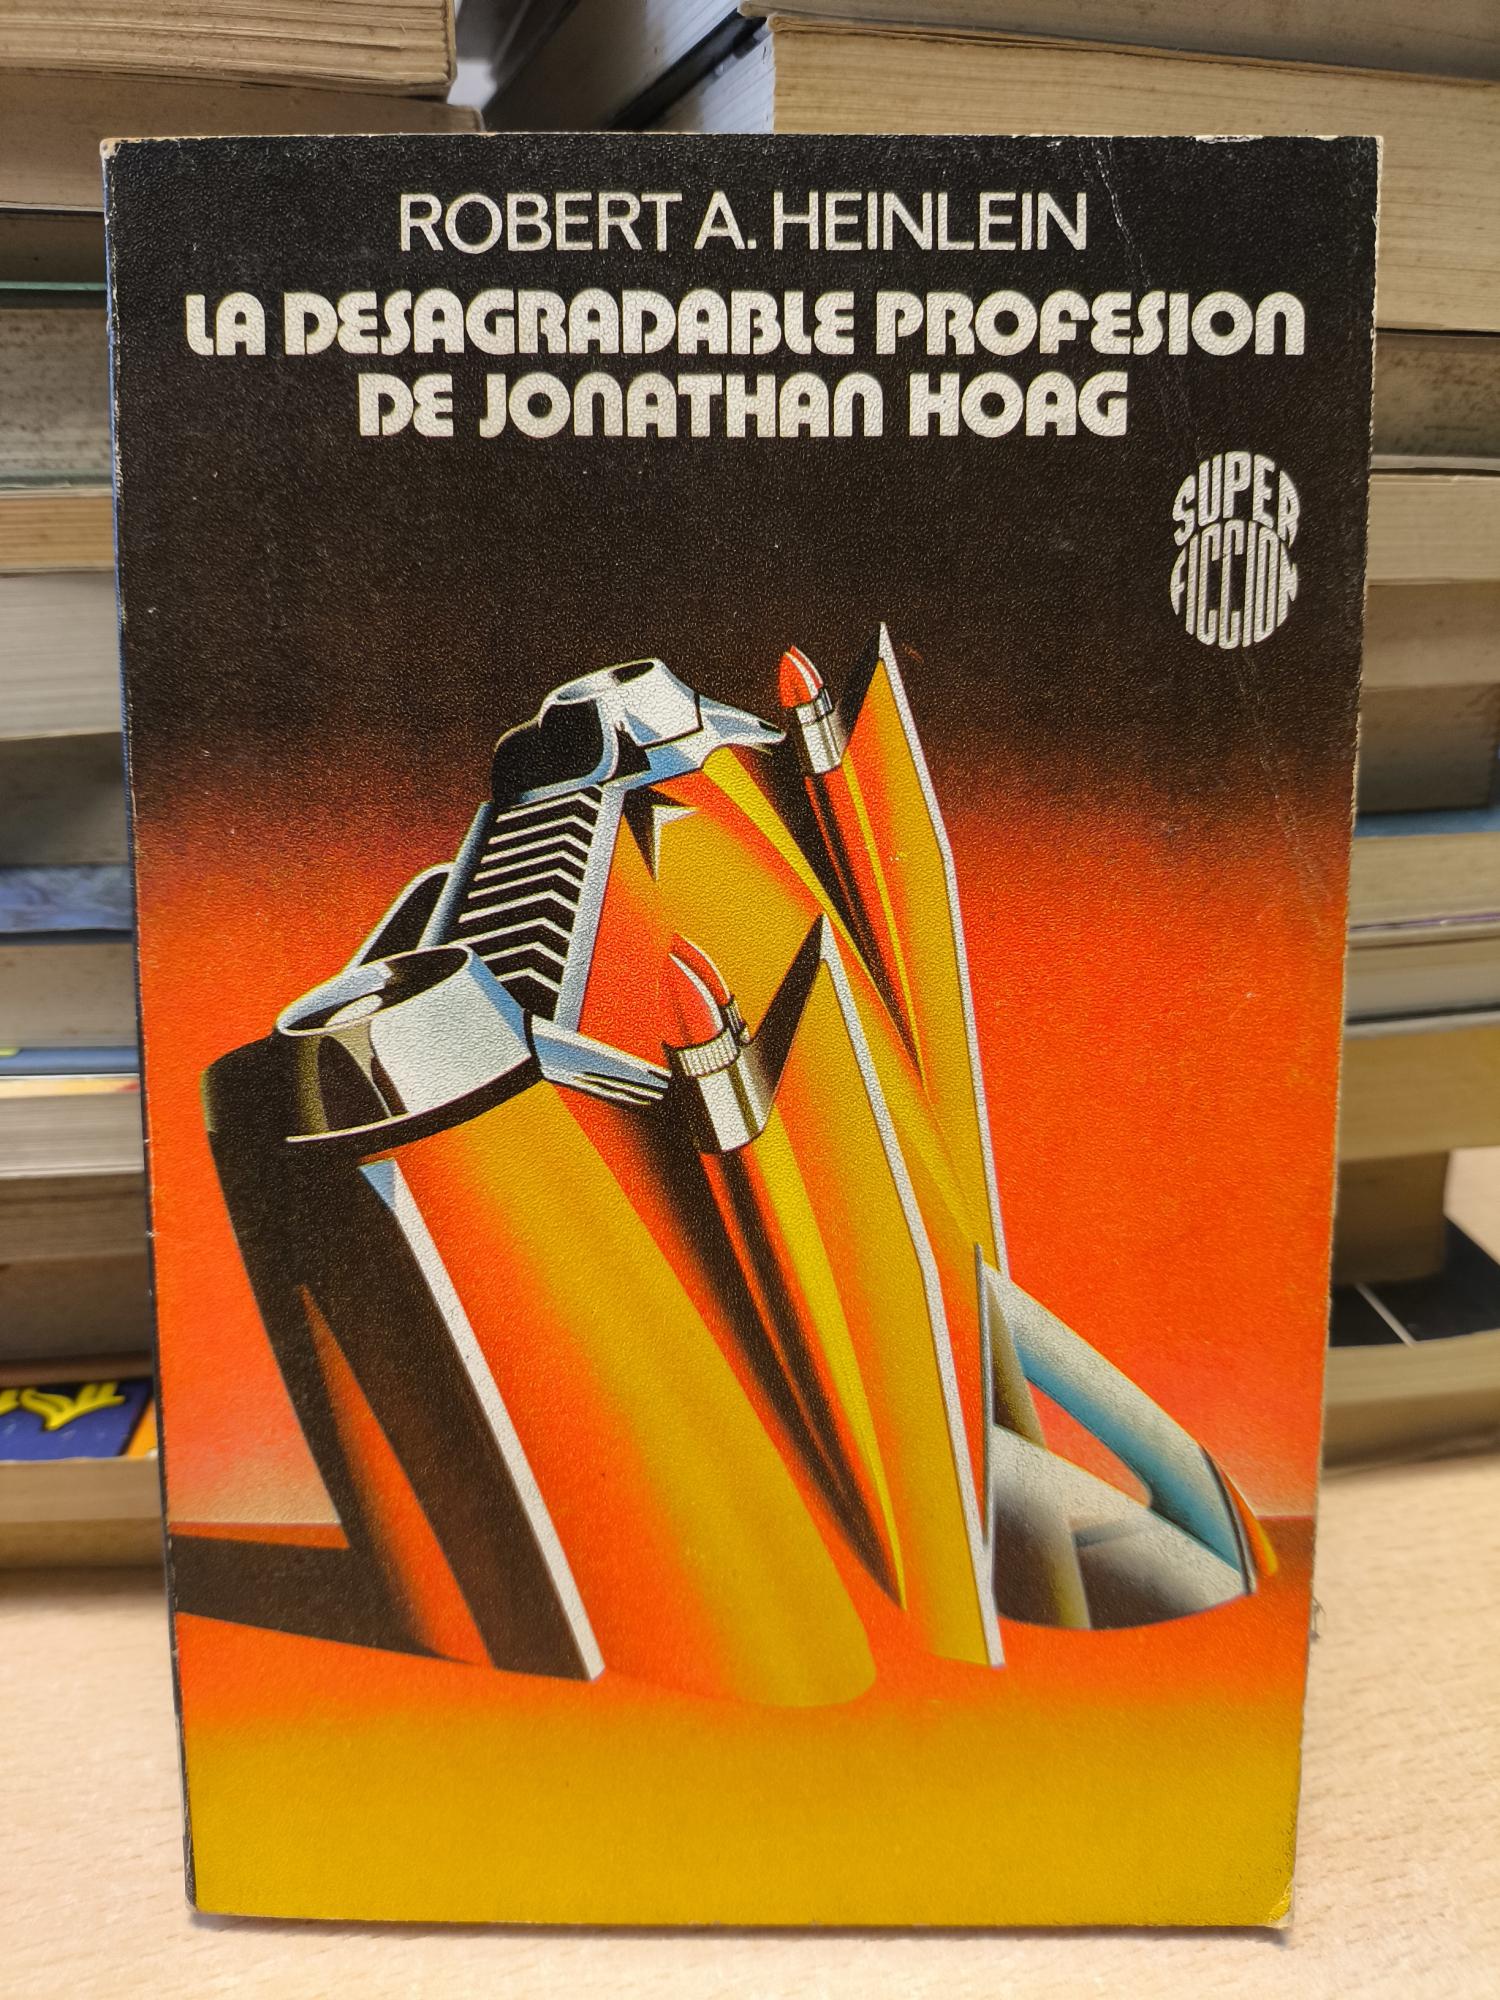 ROBERT A. HEINLEIN
LA DESAGRADABLE PROFESION
DE JONATHAN HOAG
SUPER
FICCION